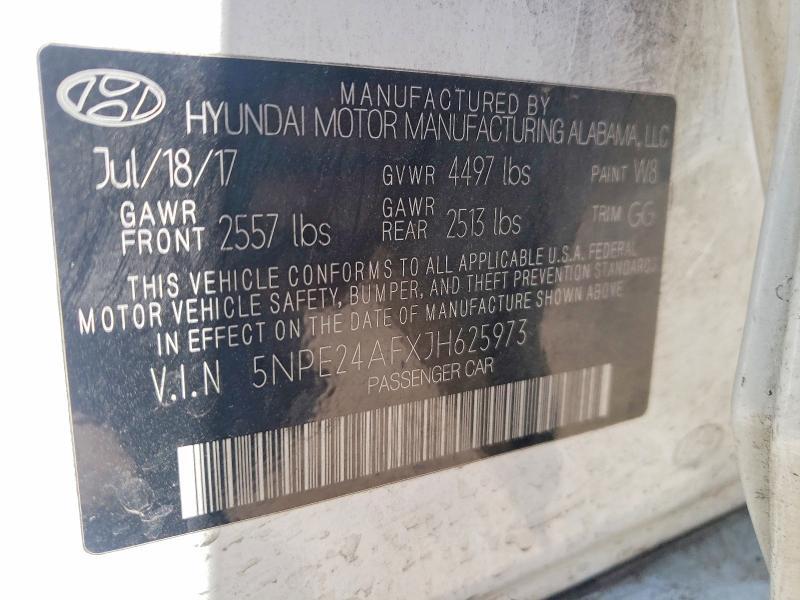 MANUFACTURED BY
HYUNDAI MOTOR MANUFACTURING ALABAMA, LLC
Jul/18/17 GVWR 4497 lbs PAINT W8
GAWR FRONT 2557 lbs GAWR REAR 2513 lbs TRIM GG
THIS VEHICLE CONFORMS TO ALL APPLICABLE U.S.A. FEDERAL
MOTOR VEHICLE SAFETY, BUMPER, AND THEFT PREVENTION STANDARDS
IN EFFECT ON THE DATE OF MANUFACTURE SHOWN ABOVE
V.I.N 5NPE24AFXJH625973
PASSENGER CAR